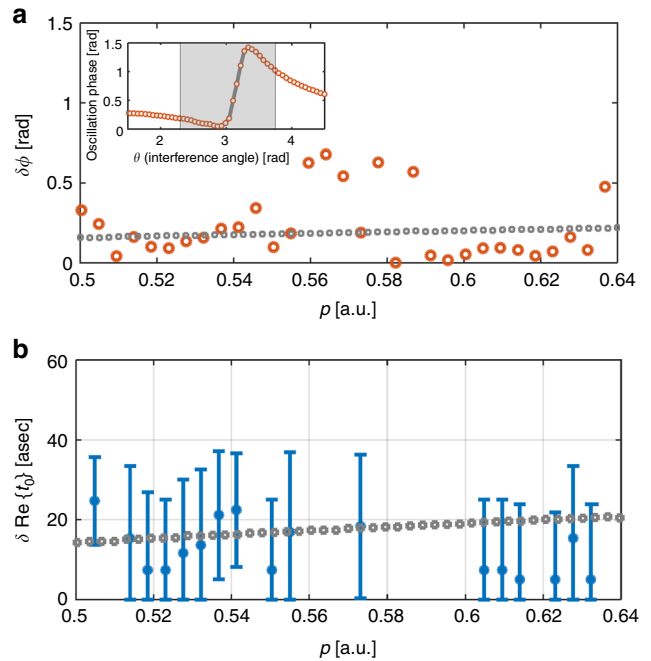 a
1.5
1
0.5
0
δϕ [rad]
1.5
1
0.5
0
Oscillation phase [rad]
2 3 4
θ (interference angle) [rad]
0.5 0.52 0.54 0.56 0.58 0.6 0.62 0.64
p [a.u.]
b
60
40
20
0
δ Re {t₀} [asec]
0.5 0.52 0.54 0.56 0.58 0.6 0.62 0.64
p [a.u.]